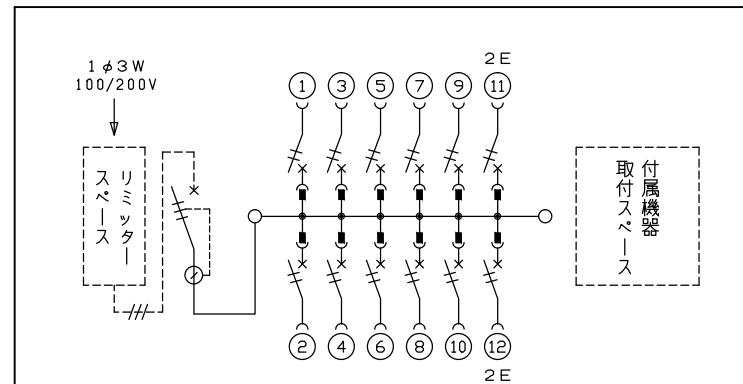 1φ3W
100/200V
リミッター
スペース
2E
① ③ ⑤ ⑦ ⑨ ⑪
② ④ ⑥ ⑧ ⑩ ⑫
2E
付属機器
取付スペース